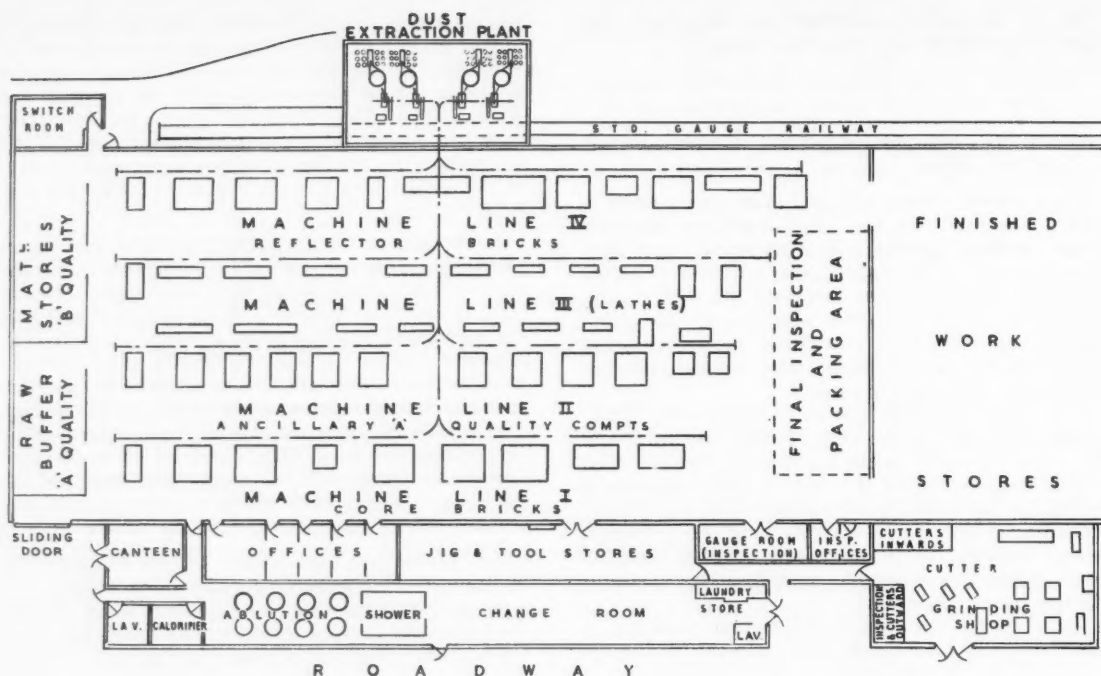 DUST
EXTRACTION PLANT
SWITCH
ROOM
STD. GAUGE RAILWAY
MACHINE LINE IV
REFLECTOR BRICKS
MAT'L STORES 'B' QUALITY
MACHINE LINE III (LATHES)
RAW BUFFER 'A' QUALITY
MACHINE LINE II
ANCILLARY 'A' QUALITY COMPTS
MACHINE LINE I
CORE BRICKS
FINAL INSPECTION
AND
PACKING AREA
FINISHED
WORK
STORES
SLIDING
DOOR
CANTEEN
OFFICES
JIG & TOOL STORES
GAUGE ROOM
(INSPECTION)
INSP.
OFFICES
CUTTERS
INWARDS
CUTTER
GRINDING
SHOP
INSPECTION
& CUTTERS
OUTWARD
LAV.
CALORIFIER
ABLUTION
SHOWER
CHANGE ROOM
LAUNDRY
STORE
LAV.
ROADWAY